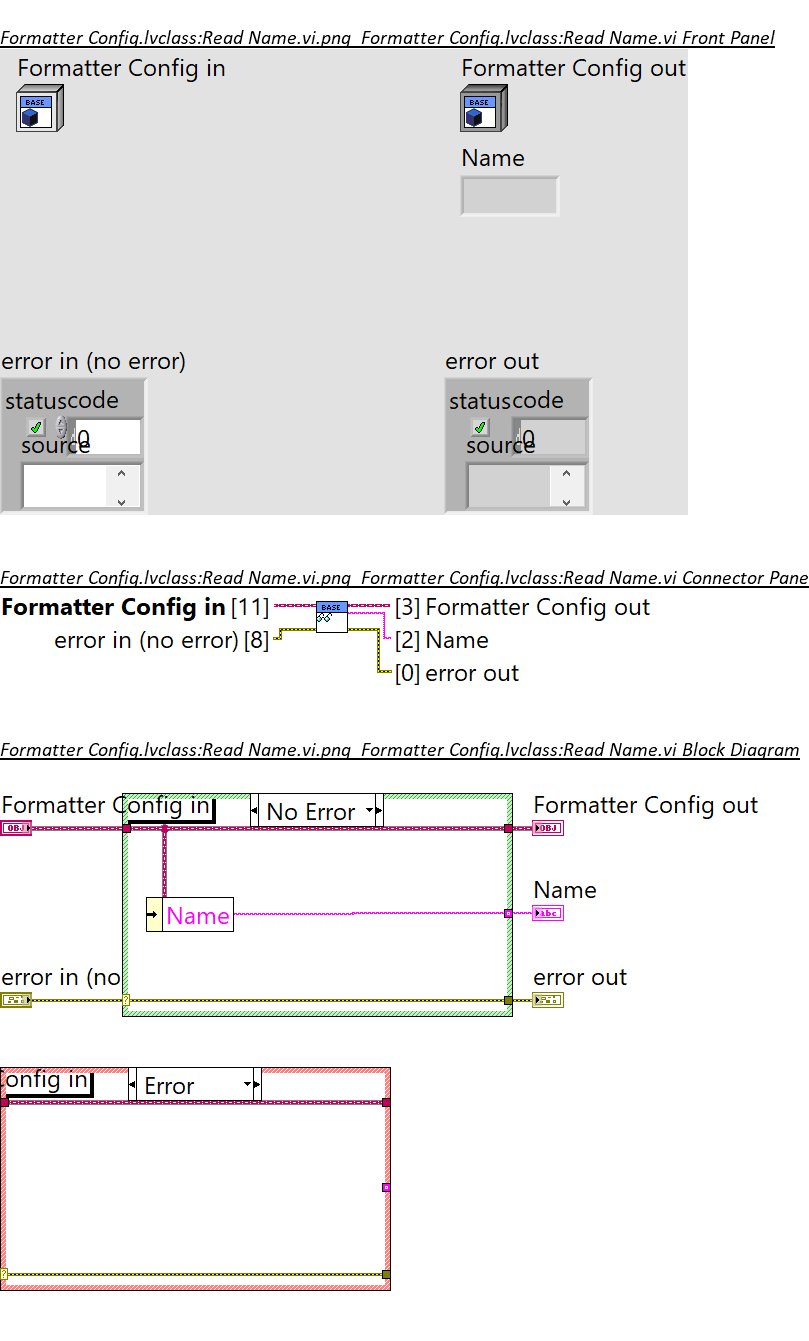 Formatter Config.lvclass:Read Name.vi.png Formatter Config.lvclass:Read Name.vi Front Panel
Formatter Config in
Formatter Config out
BASE
BASE
Name
error in (no error)
error out
status code
status code
0
0
source
source
Formatter Config.lvclass:Read Name.vi.png Formatter Config.lvclass:Read Name.vi Connector Pane
Formatter Config in [11]
BASE
[3] Formatter Config out
error in (no error) [8]
[2] Name
[0] error out
Formatter Config.lvclass:Read Name.vi.png Formatter Config.lvclass:Read Name.vi Block Diagram
Formatter Config in
No Error
Formatter Config out
OBJ
OBJ
Name
Name
Abc
error in (no
error out
?
onfig in
Error
?